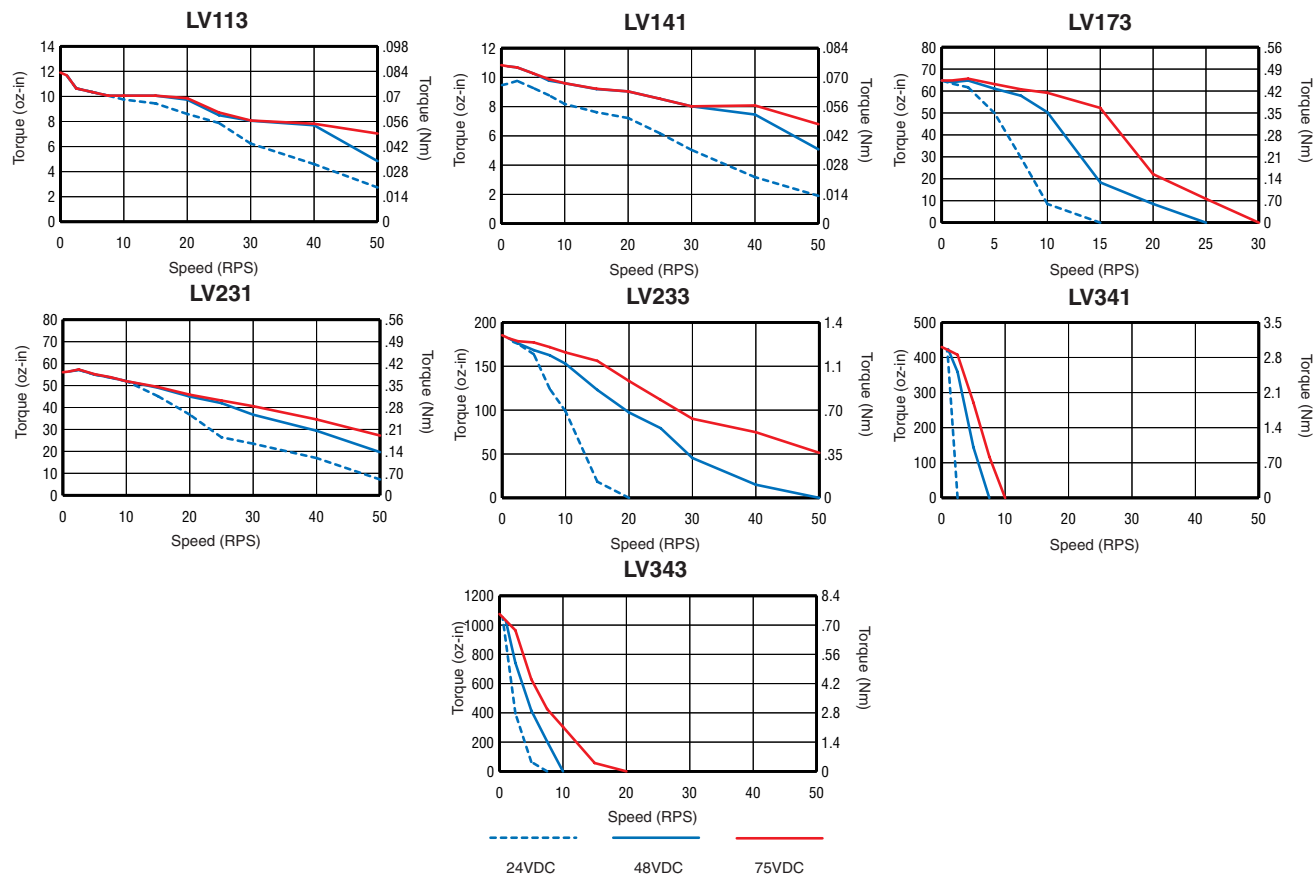 LV113
14
12
10
8
6
4
2
0
Torque (oz-in)
.098
.084
.07
.056
.042
.028
.014
0
Torque (Nm)
0 10 20 30 40 50
Speed (RPS)
LV141
12
10
8
6
4
2
0
Torque (oz-in)
.084
.070
.056
.042
.028
.014
0
Torque (Nm)
0 10 20 30 40 50
Speed (RPS)
LV173
80
70
60
50
40
30
20
10
0
Torque (oz-in)
.56
.49
.42
.35
.28
.21
.14
.70
0
Torque (Nm)
0 5 10 15 20 25 30
Speed (RPS)
LV231
80
70
60
50
40
30
20
10
0
Torque (oz-in)
.56
.49
.42
.35
.28
.21
.14
.70
0
Torque (Nm)
0 10 20 30 40 50
Speed (RPS)
LV233
200
150
100
50
0
Torque (oz-in)
1.4
1.1
.70
.35
0
Torque (Nm)
0 10 20 30 40 50
Speed (RPS)
LV341
500
400
300
200
100
0
Torque (oz-in)
3.5
2.8
2.1
1.4
.70
0
Torque (Nm)
0 10 20 30 40 50
Speed (RPS)
LV343
1200
1000
800
600
400
200
0
Torque (oz-in)
8.4
.70
.56
4.2
2.8
1.4
0
Torque (Nm)
0 10 20 30 40 50
Speed (RPS)
24VDC 48VDC 75VDC